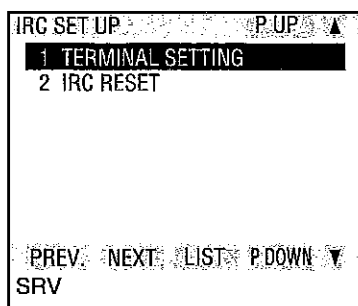 IRC SET UP P.UP ▲
1 TERMINAL SETTING
2 IRC RESET
PREV. NEXT LIST P.DOWN ▼
SRV